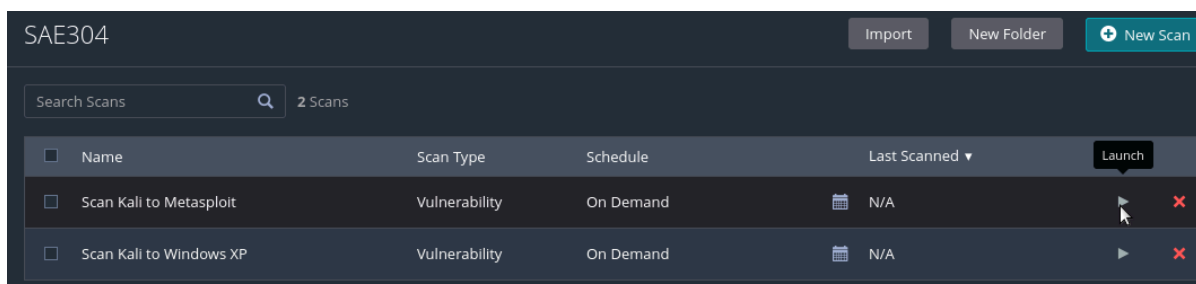 SAE304 Import New Folder New Scan
Search Scans 2 Scans
Name Scan Type Schedule Last Scanned ▼ Launch
Scan Kali to Metasploit Vulnerability On Demand N/A
Scan Kali to Windows XP Vulnerability On Demand N/A